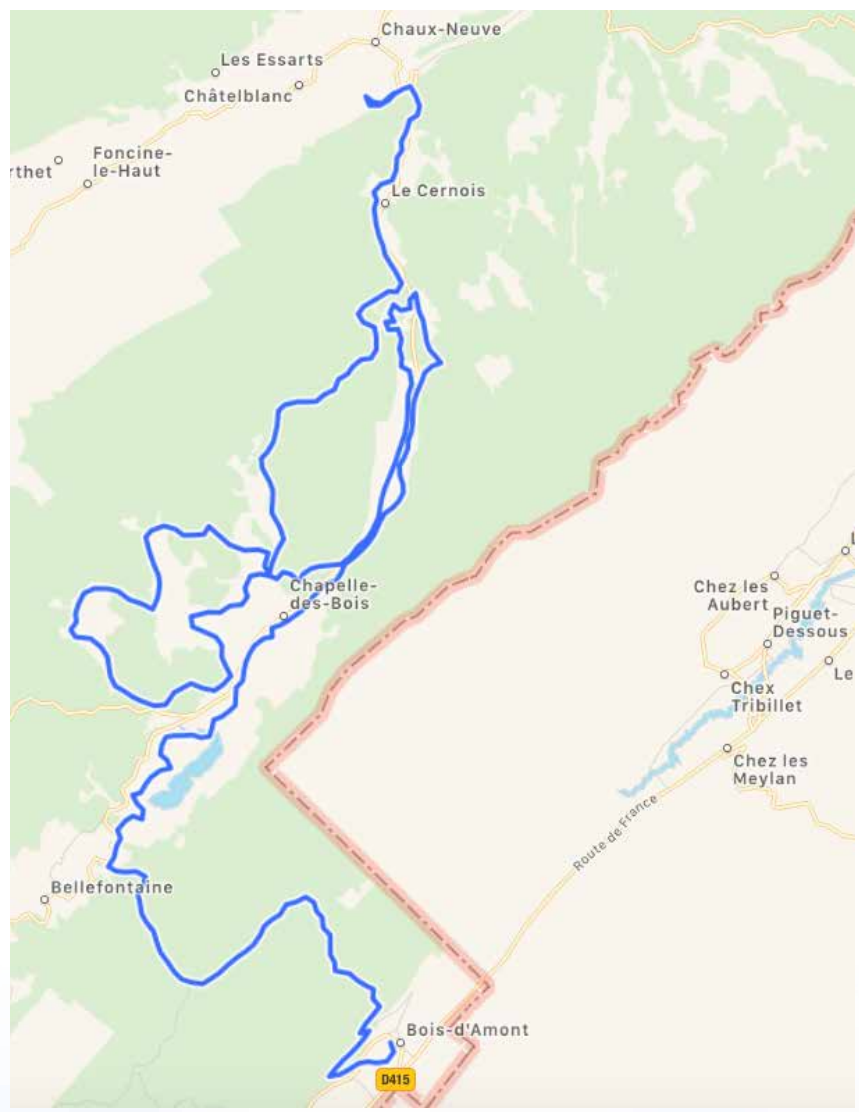 Chaux-Neuve
Les Essarts
Châtelblanc
Foncine-
le-Haut
rthet
Le Cernois
Chapelle-
des-Bois
L
Chez les
Aubert
Piguet-
Dessous
Le
Chex
Tribillet
Chez les
Meylan
Route de France
Bellefontaine
Bois-d'Amont
D415